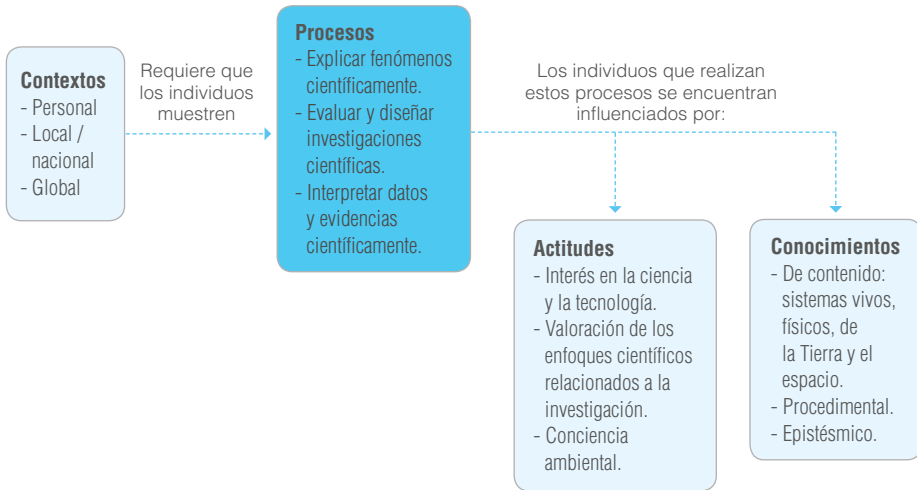 Contextos
- Personal
- Local /
nacional
- Global
Requiere que
los individuos
muestren
Procesos
- Explicar fenómenos
científicamente.
- Evaluar y diseñar
investigaciones
científicas.
- Interpretar datos
y evidencias
científicamente.
Los individuos que realizan
estos procesos se encuentran
influenciados por:
Actitudes
- Interés en la ciencia
y la tecnología.
- Valoración de los
enfoques científicos
relacionados a la
investigación.
- Conciencia
ambiental.
Conocimientos
- De contenido:
sistemas vivos,
físicos, de
la Tierra y el
espacio.
- Procedimental.
- Epistésmico.